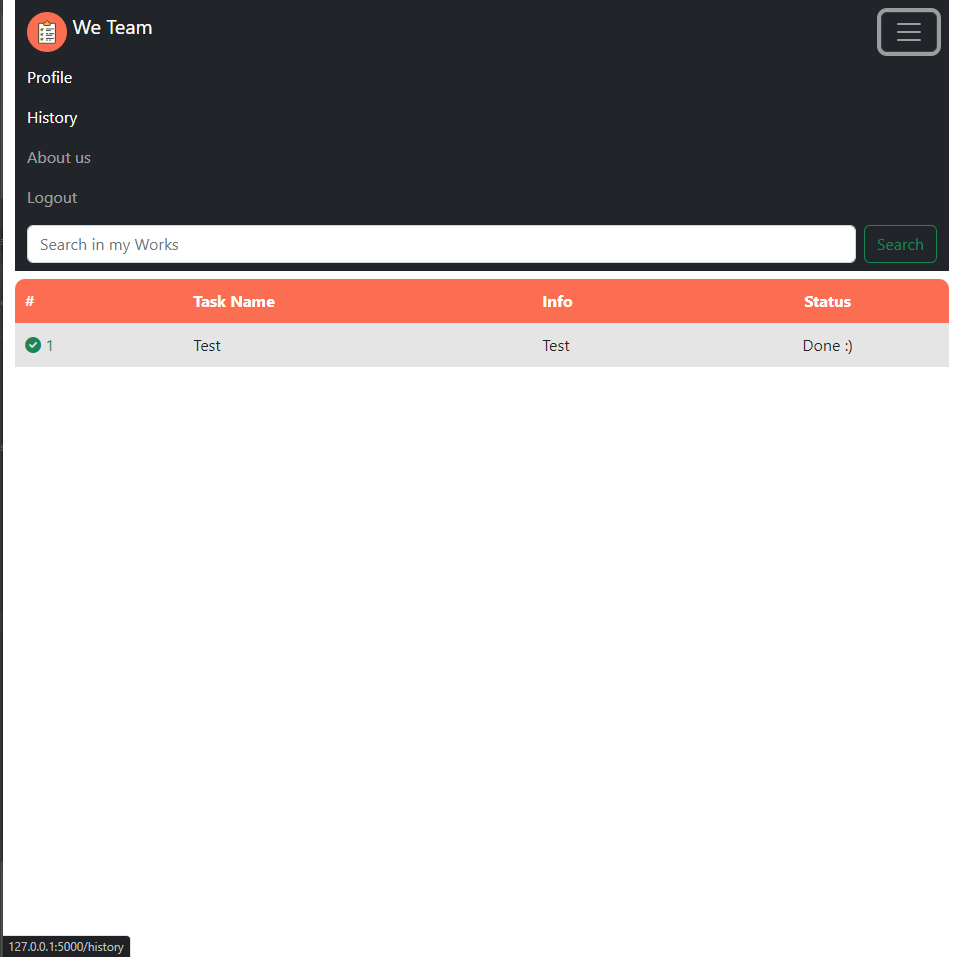 We Team
Profile
History
About us
Logout
Search in my Works Search
# Task Name Info Status
1 Test Test Done :)
127.0.0.1:5000/history